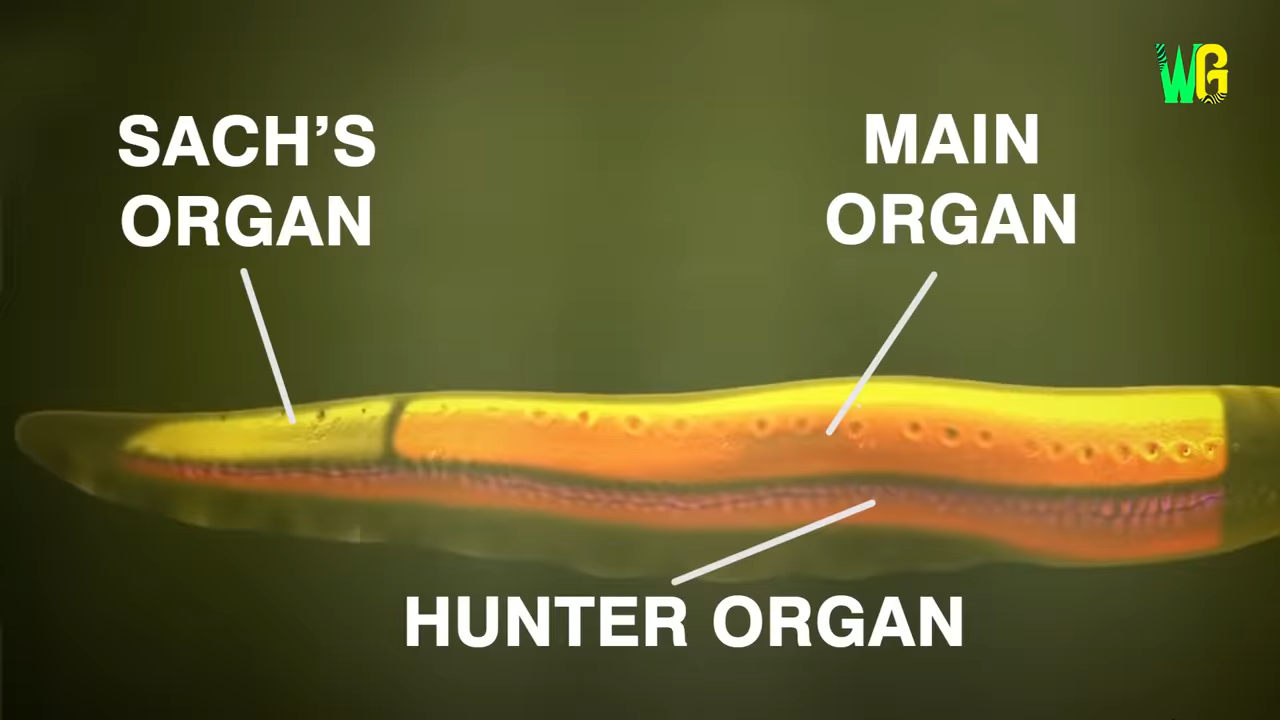 WG
SACH’S
ORGAN
MAIN
ORGAN
HUNTER ORGAN